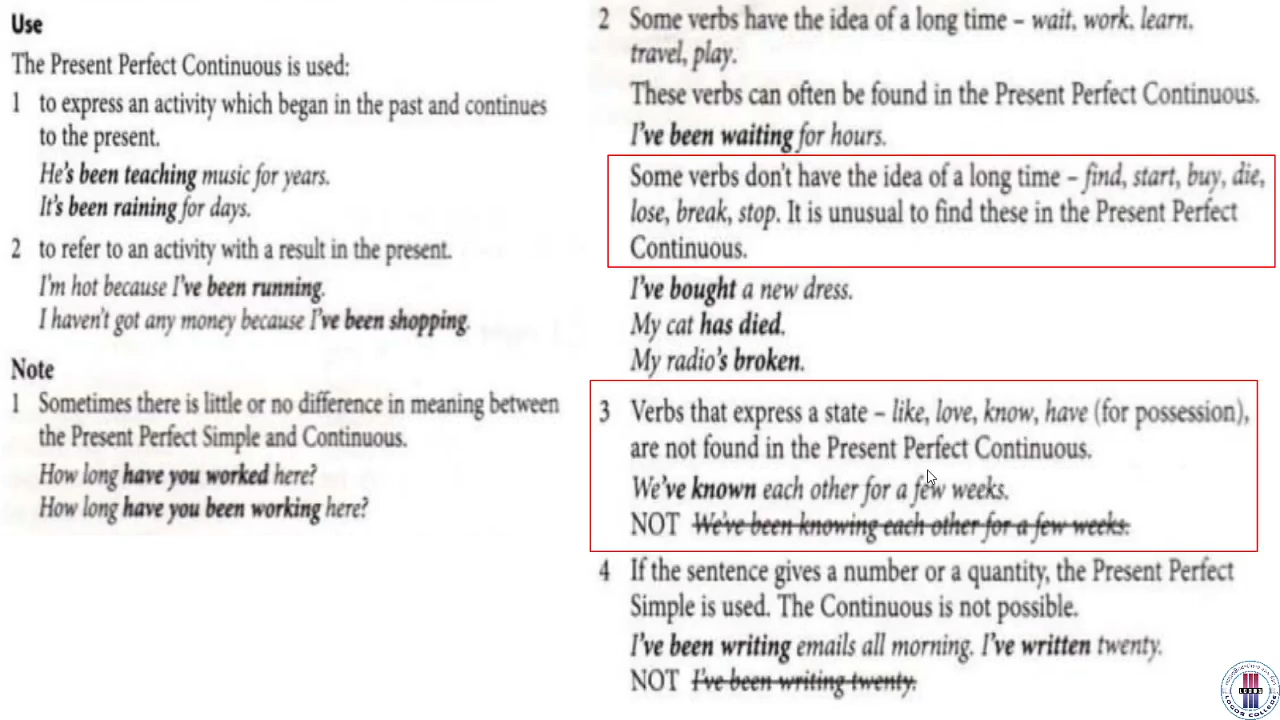 Use
The Present Perfect Continuous is used:
1 to express an activity which began in the past and continues
to the present.
He's been teaching music for years.
It's been raining for days.
2 to refer to an activity with a result in the present.
I'm hot because I've been running.
I haven't got any money because I've been shopping.
Note
1 Sometimes there is little or no difference in meaning between
the Present Perfect Simple and Continuous.
How long have you worked here?
How long have you been working here?
2 Some verbs have the idea of a long time – wait, work, learn,
travel, play.
These verbs can often be found in the Present Perfect Continuous.
I've been waiting for hours.
Some verbs don't have the idea of a long time – find, start, buy, die,
lose, break, stop. It is unusual to find these in the Present Perfect
Continuous.
I've bought a new dress.
My cat has died.
My radio's broken.
3 Verbs that express a state – like, love, know, have (for possession),
are not found in the Present Perfect Continuous.
We've known each other for a few weeks.
NOT We've been knowing each other for a few weeks.
4 If the sentence gives a number or a quantity, the Present Perfect
Simple is used. The Continuous is not possible.
I've been writing emails all morning. I've written twenty.
NOT I've been writing twenty.
LOGOS
LOGOS COLLEGE